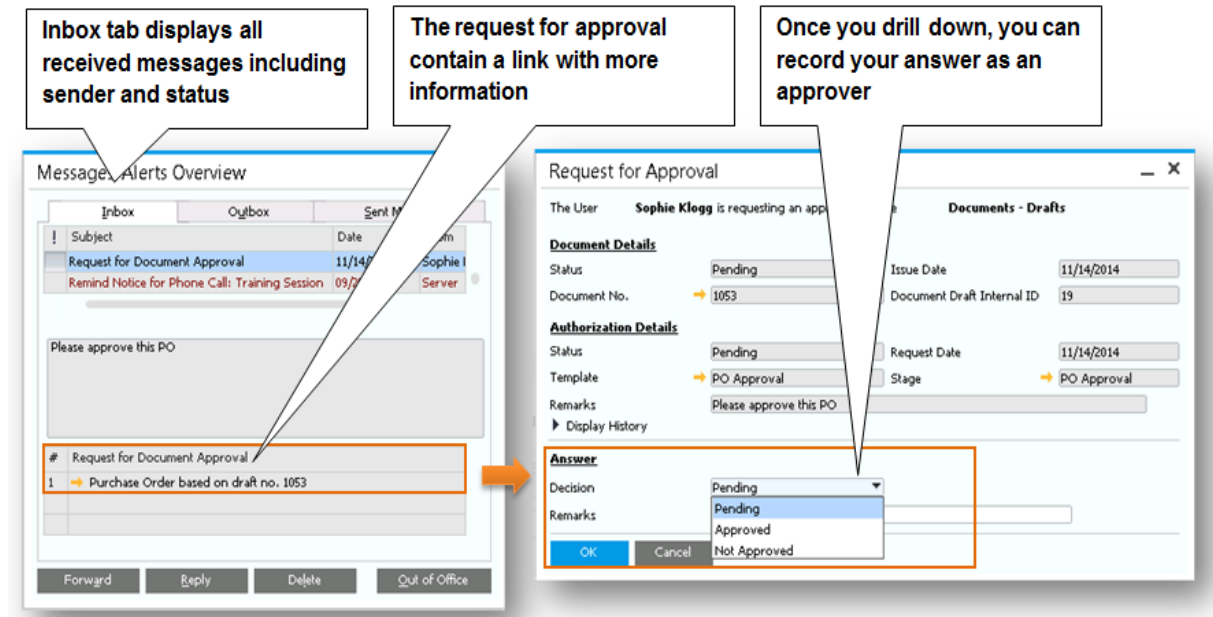 Inbox tab displays all
received messages including
sender and status
The request for approval
contain a link with more
information
Once you drill down, you can
record your answer as an
approver
Messages
Alerts Overview
Inbox Outbox Sent M
! Subject Date om
Request for Document Approval 11/14/ Sophie
Remind Notice for Phone Call: Training Session 09/2 Server
Please approve this PO
# Request for Document Approval
1 Purchase Order based on draft no. 1053
Forward Reply Delete Out of Office
Request for Approval
The User Sophie Klogg is requesting an app Documents - Drafts
Document Details
Status Pending Issue Date 11/14/2014
Document No. 1053 Document Draft Internal ID 19
Authorization Details
Status Pending Request Date 11/14/2014
Template PO Approval Stage PO Approval
Remarks Please approve this PO
Display History
Answer
Decision Pending
Pending
Remarks
Approved
Not Approved
OK Cancel